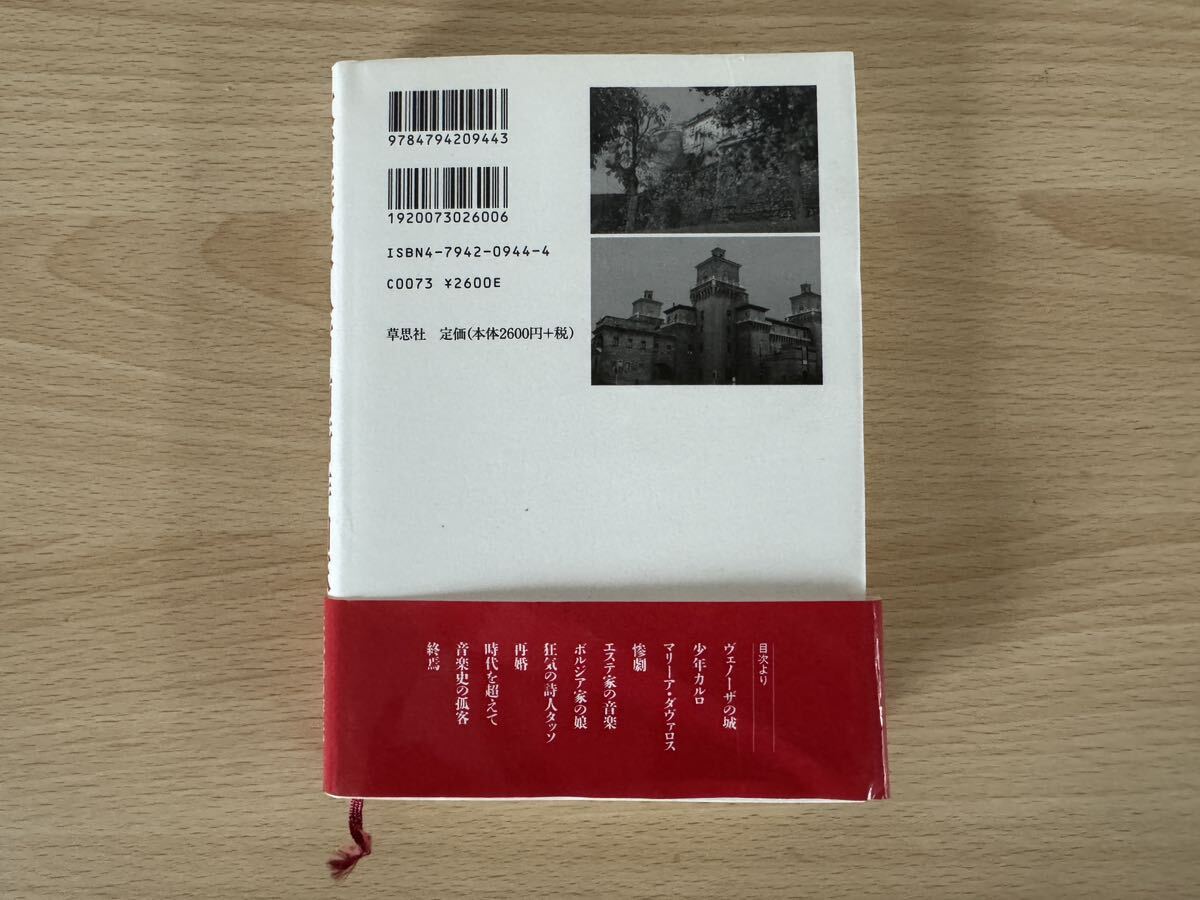 9784794209443
1920073026006
ISBN4-7942-0944-4
C0073 ¥2600E
草思社 定価(本体2600円+税)
目次より
ヴェノーザの城
少年カルロ
マリーア・ダヴァロス
惨劇
エステ家の音楽
ボルジア家の娘
狂気の詩人タッソ
再婚
時代を超えて
音楽史の孤客
終焉